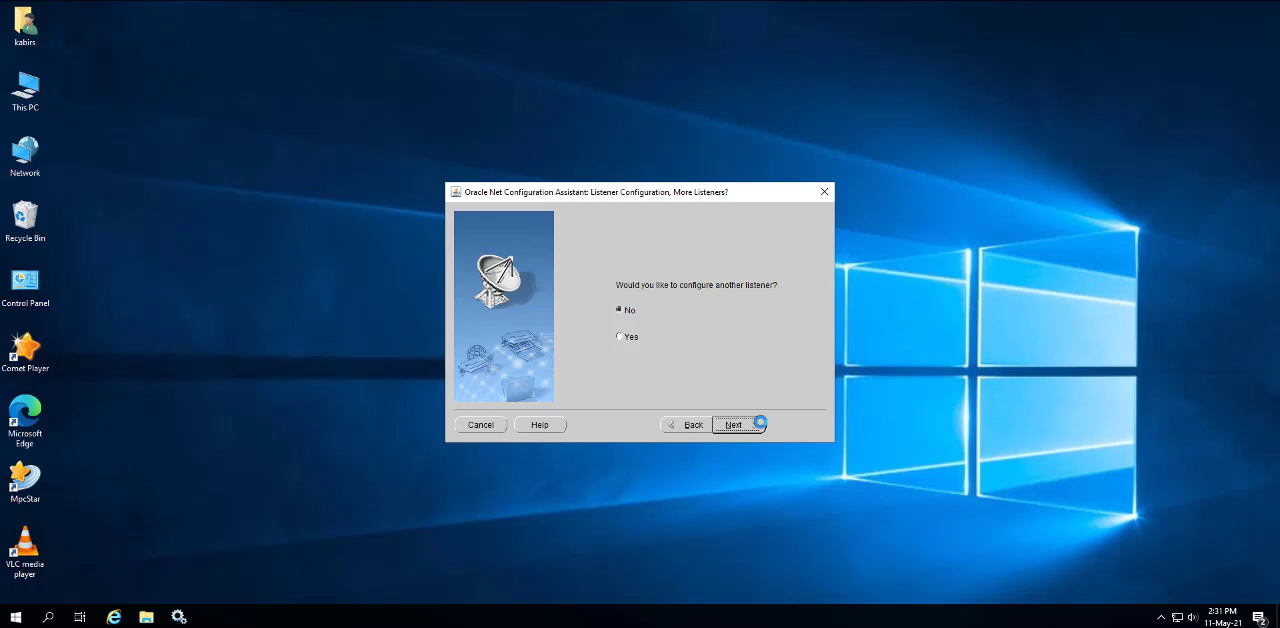 kabirs
This PC
Network
Recycle Bin
Control Panel
Comet Player
Microsoft
Edge
MpcStar
VLC media
player
Oracle Net Configuration Assistant: Listener Configuration, More Listeners?
Would you like to configure another listener?
No
Yes
Cancel
Help
Back
Next
2:31 PM
11-May-21
2